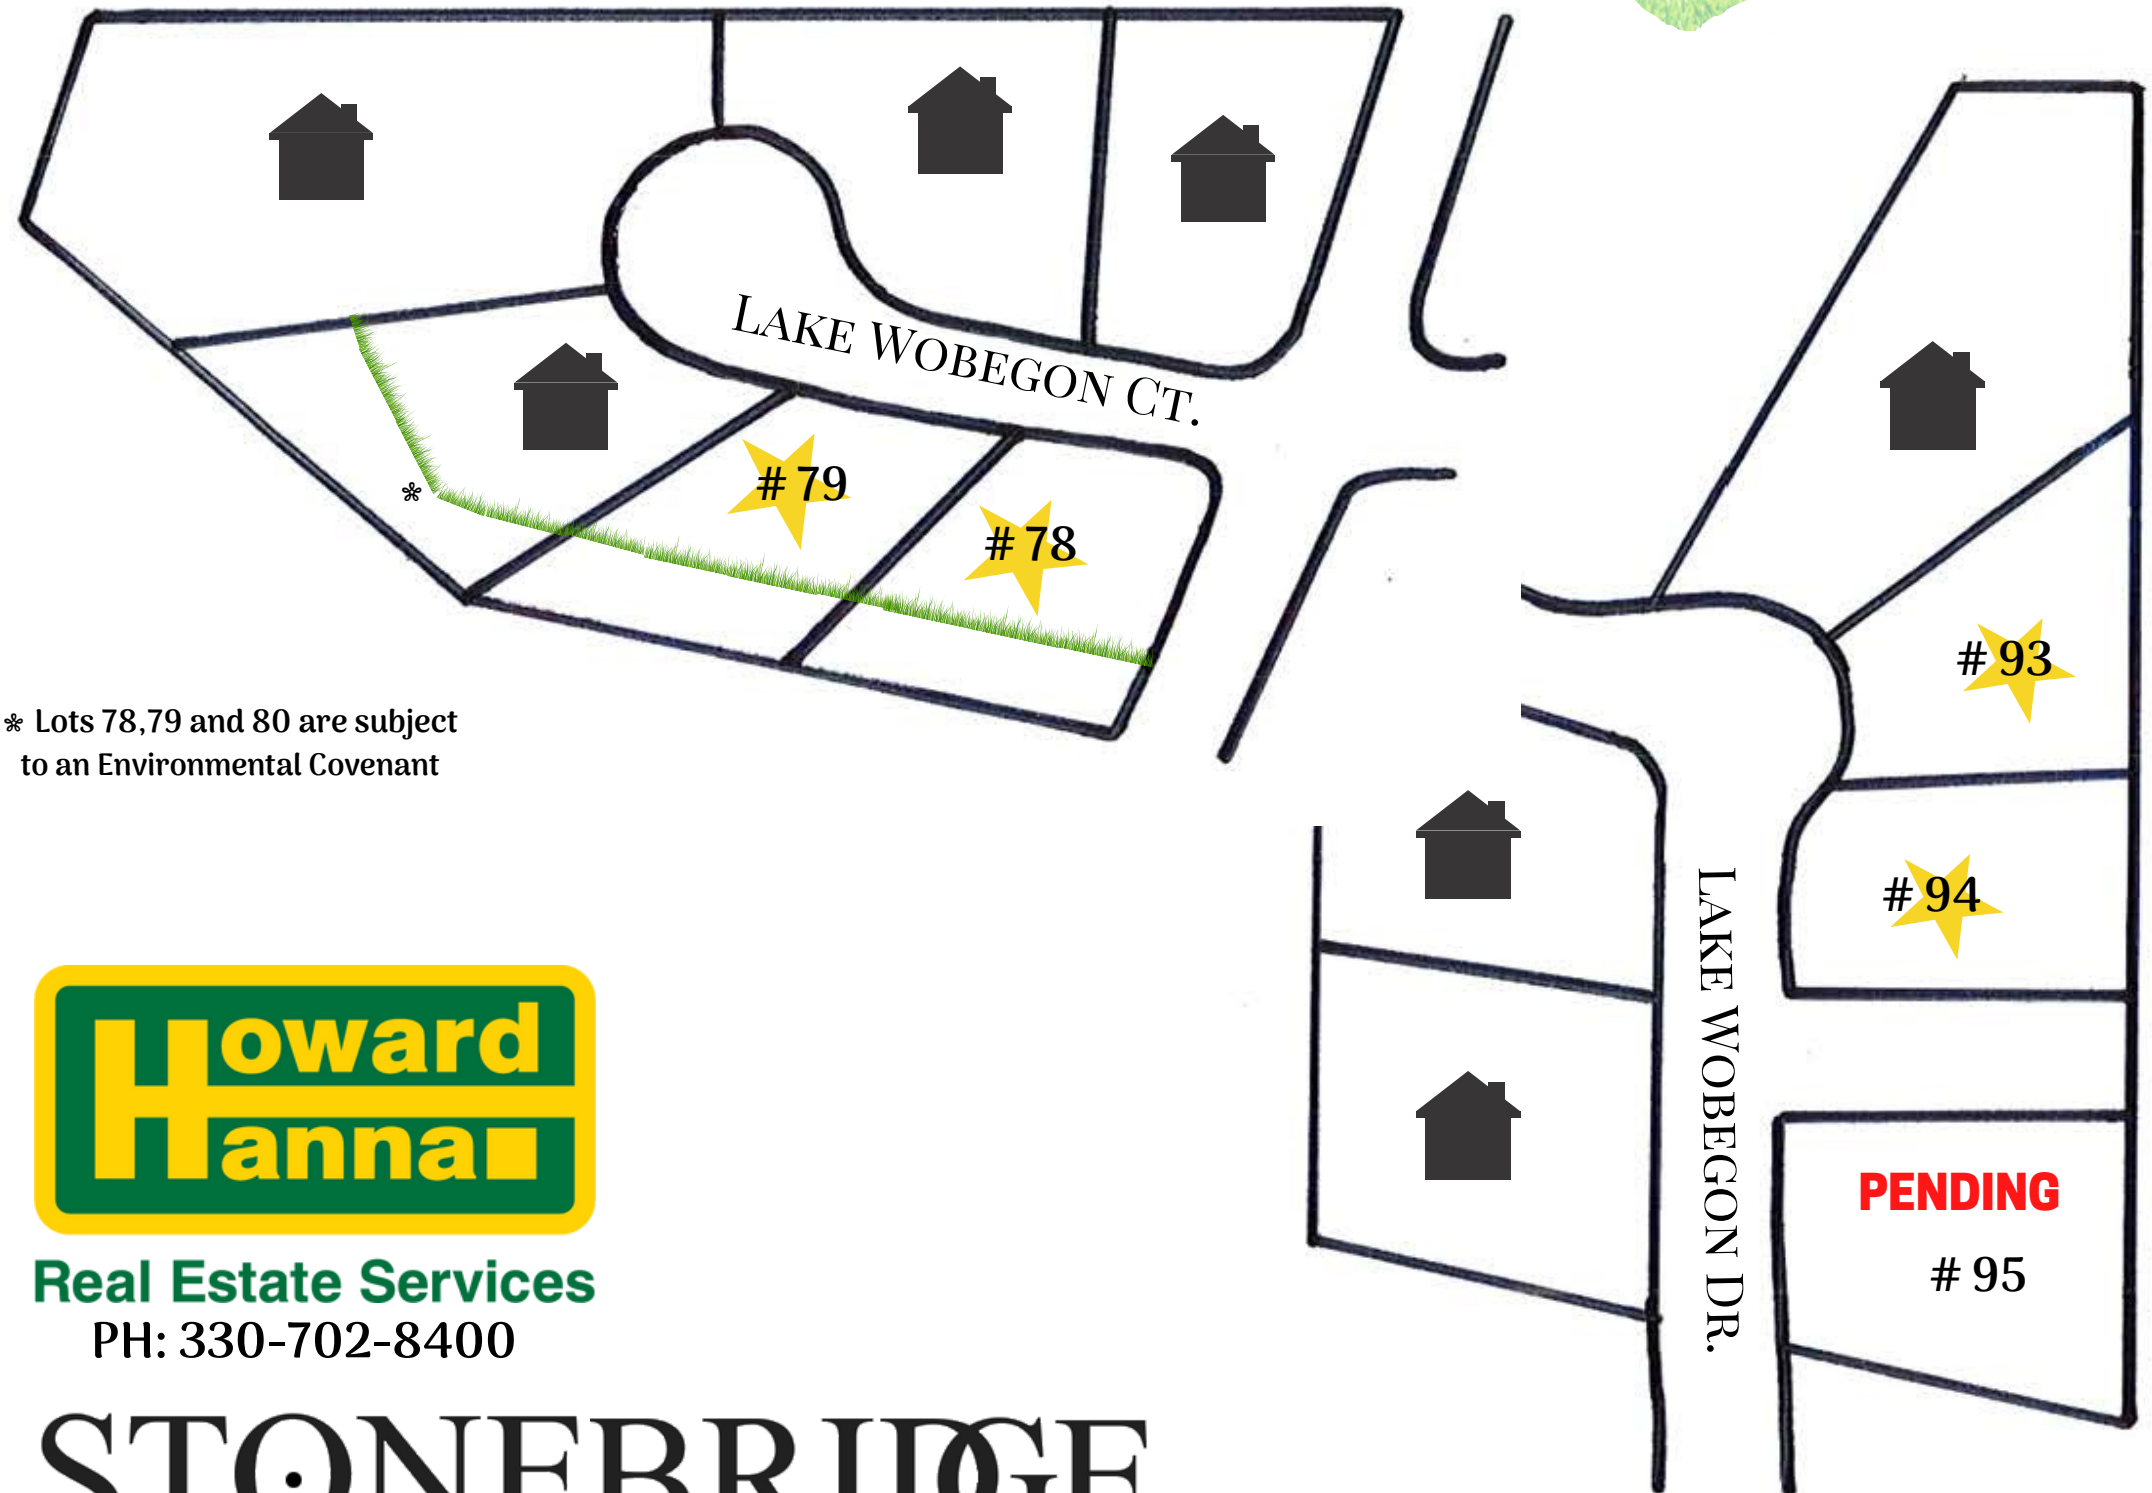 LAKE WOBEGON CT.
# 79
# 78
# 93
✻
✻ Lots 78,79 and 80 are subject
to an Environmental Covenant
# 94
LAKE WOBEGON DR.
Howard
Hanna
Real Estate Services
PH: 330-702-8400
PENDING
# 95
STONEBRIDGE